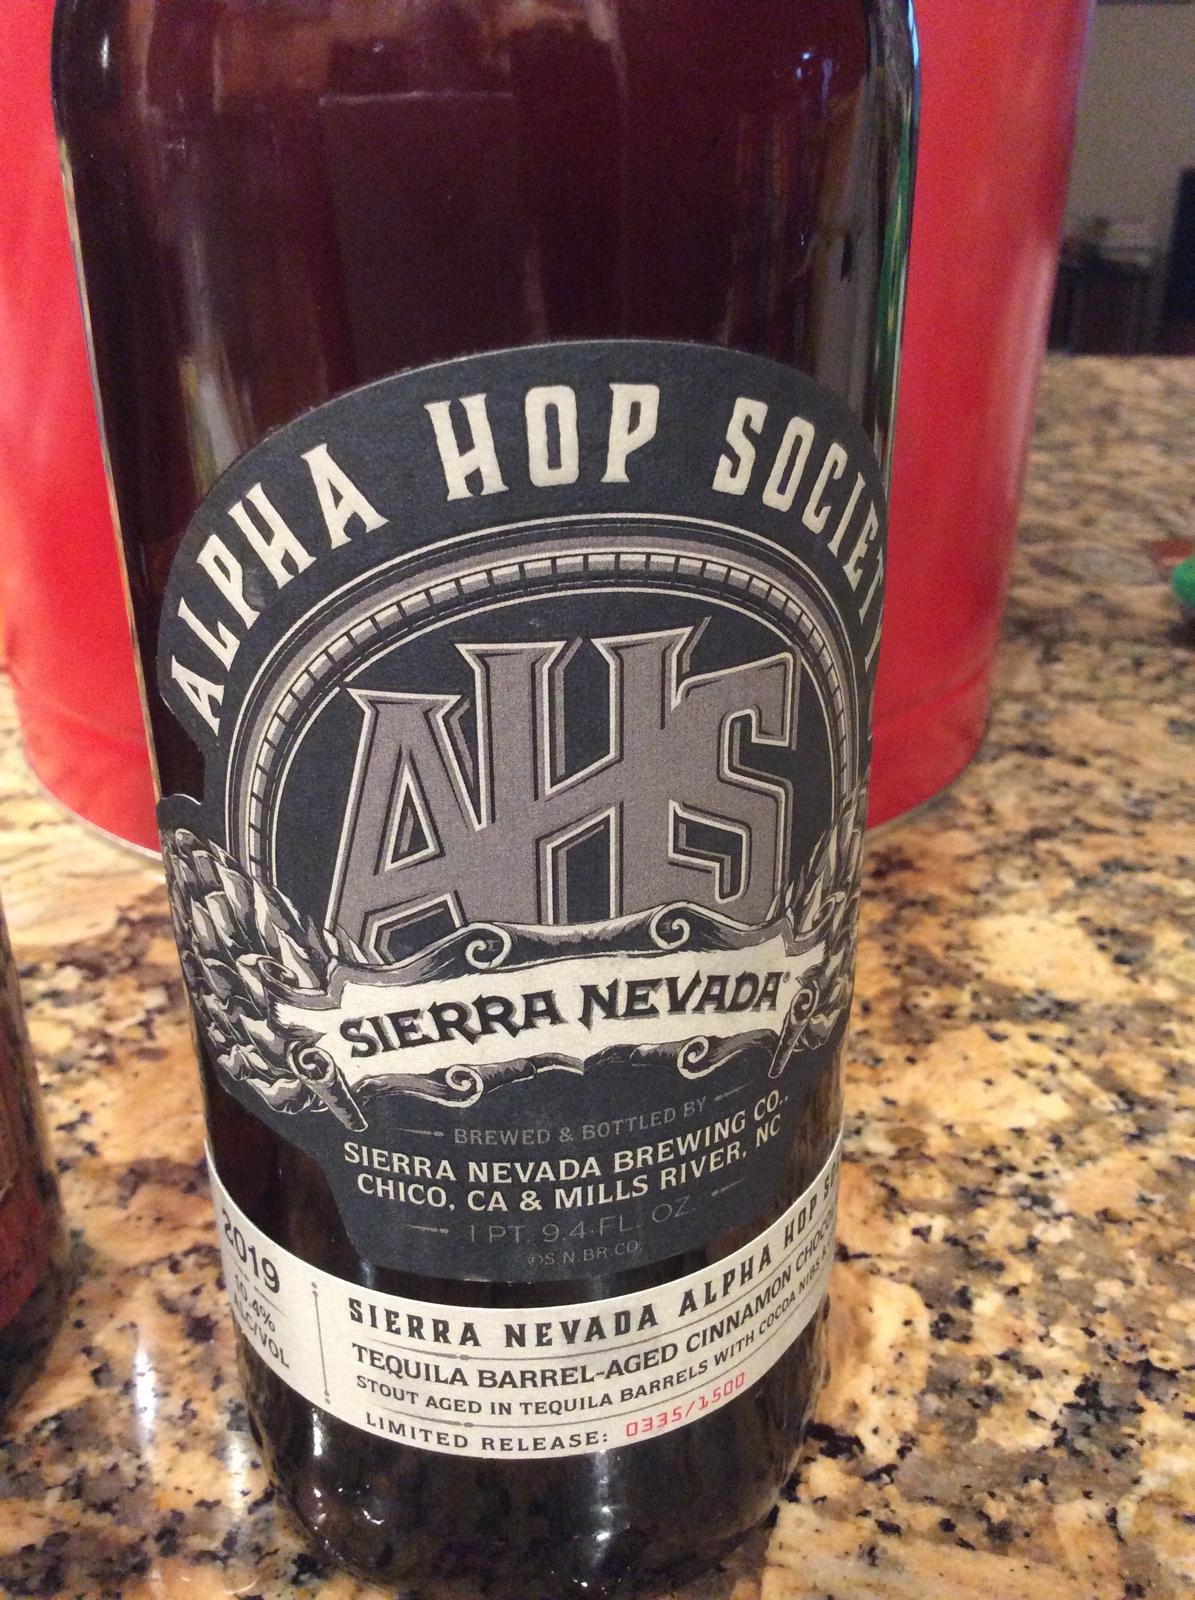 ALPHA HOP SOCIETY
AHS
SIERRA NEVADA®
BREWED & BOTTLED BY
SIERRA NEVADA BREWING CO.,
CHICO, CA & MILLS RIVER, NC
1 PT. 9.4 FL. OZ.
©S.N.BR.CO.
2019
10.4%
ALC/VOL
SIERRA NEVADA ALPHA HOP
TEQUILA BARREL-AGED CINNAMON
STOUT AGED IN TEQUILA BARRELS WITH COCOA NIBS
LIMITED RELEASE: 0335/1500